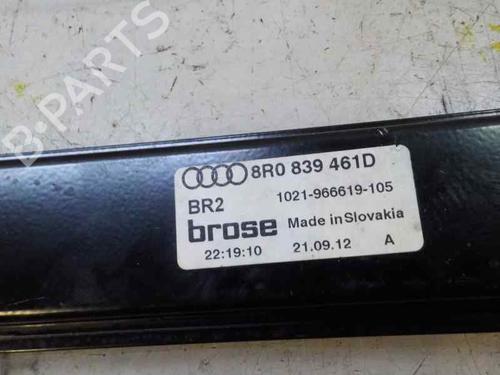 B-PARTS
8R0 839 461D
BR2
1021-966619-105
brose
Made in Slovakia
22:19:10
21.09.12
A